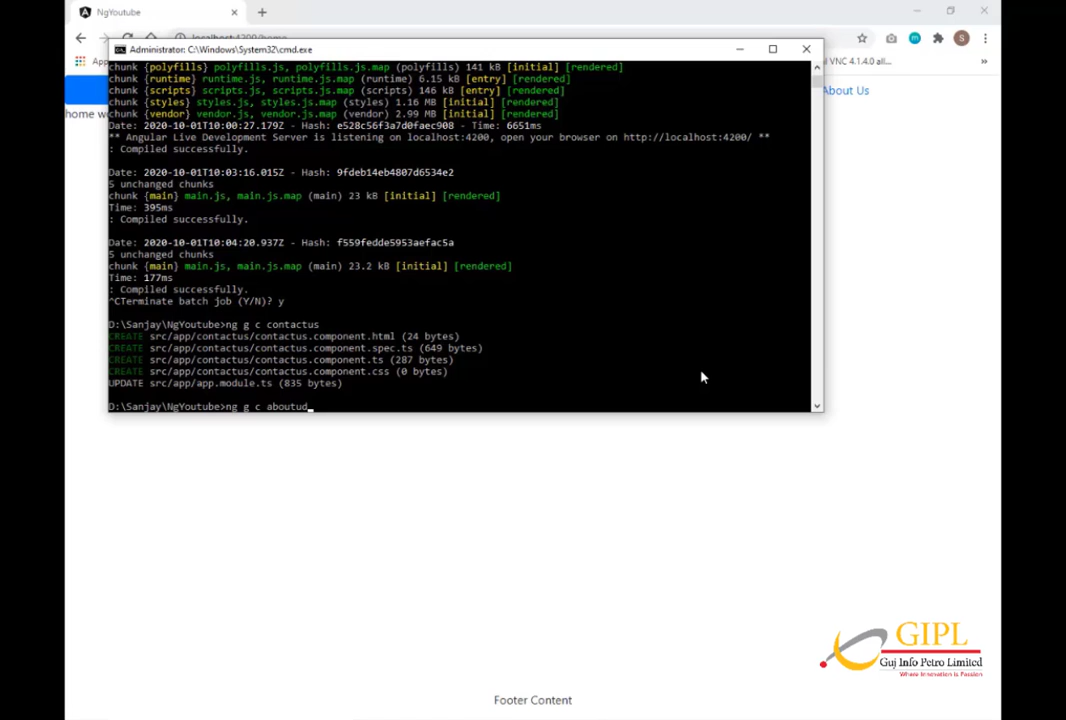 NgYoutube
localhost:4200/home
Administrator: C:\Windows\System32\cmd.exe
VNC 4.1.4.0 all...
About Us
home w
chunk {polyfills} polyfills.js, polyfills.js.map (polyfills) 141 kB [initial] [rendered]
chunk {runtime} runtime.js, runtime.js.map (runtime) 6.15 kB [entry] [rendered]
chunk {scripts} scripts.js, scripts.js.map (scripts) 146 kB [entry] [rendered]
chunk {styles} styles.js, styles.js.map (styles) 1.16 MB [initial] [rendered]
chunk {vendor} vendor.js, vendor.js.map (vendor) 2.99 MB [initial] [rendered]
Date: 2020-10-01T10:00:27.179Z - Hash: e528c56f3a7d0faec908 - Time: 6651ms
** Angular Live Development Server is listening on localhost:4200, open your browser on http://localhost:4200/ **
: Compiled successfully.
Date: 2020-10-01T10:03:16.015Z - Hash: 9fdeb14eb4807d6534e2
5 unchanged chunks
chunk {main} main.js, main.js.map (main) 23 kB [initial] [rendered]
Time: 395ms
: Compiled successfully.
Date: 2020-10-01T10:04:20.937Z - Hash: f559fedde5953aefac5a
5 unchanged chunks
chunk {main} main.js, main.js.map (main) 23.2 kB [initial] [rendered]
Time: 177ms
: Compiled successfully.
^CTerminate batch job (Y/N)? y
D:\Sanjay\NgYoutube>ng g c contactus
CREATE src/app/contactus/contactus.component.html (24 bytes)
CREATE src/app/contactus/contactus.component.spec.ts (649 bytes)
CREATE src/app/contactus/contactus.component.ts (287 bytes)
CREATE src/app/contactus/contactus.component.css (0 bytes)
UPDATE src/app/app.module.ts (835 bytes)
D:\Sanjay\NgYoutube>ng g c aboutud_
GIPL
Guj Info Petro Limited
Where Innovation is Passion
Footer Content